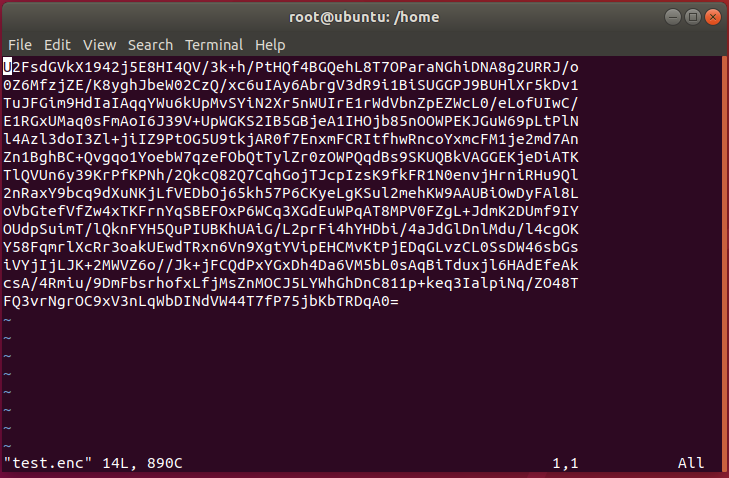 root@ubuntu: /home
File Edit View Search Terminal Help
U2FsdGVkX1942j5E8HI4QV/3k+h/PtHQf4BGQehL8T7OParaNGhiDNA8g2URRJ/o
0Z6MfzjZE/K8yghJbeW02CzQ/xc6uIAy6AbrgV3dR9i1BiSUGGPJ9BUHlXr5kDv1
TuJFGim9HdIaIAqqYWu6kUpMvSYiN2Xr5nWUIrE1rWdVbnZpEZWcL0/eLofUIwC/
E1RGxUMaq0sFmAoI6J39V+UpWGKS2IB5GBjeA1IHOjb85nOOWPEKJGuW69pLtPlN
l4Azl3doI3Zl+jiIZ9PtOG5U9tkjAR0f7EnxmFCRItfhwRncoYxmcFM1je2md7An
Zn1BghBC+Qvgqo1YoebW7qzeFObQtTylZr0zOWPQqdBs9SKUQBkVAGGEKjeDiATK
TlQVUn6y39KrPfKPNh/2QkcQ82Q7CqhGojTJcpIzsK9fkFR1N0envjHrniRHu9Ql
2nRaxY9bcq9dXuNKjLfVEDbOj65kh57P6CKyeLgKSul2mehKW9AAUBiOwDyFAl8L
oVbGtefVfZw4xTKFrnYqSBEFOxP6WCq3XGdEuWPqAT8MPV0FZgL+JdmK2DUmf9IY
OUdpSuimT/lQknFYH5QuPIUBKhUAiG/L2prFi4hYHDbi/4aJdGlDnlMdu/l4cgOK
Y58FqmrlXcRr3oakUEwdTRxn6Vn9XgtYVipEHCMvKtPjEDqGLvzCL0SsDW46sbGs
iVYjIjLJK+2MWVZ6o//Jk+jFCQdPxYGxDh4Da6VM5bL0sAqBiTduxjl6HAdEfeAk
csA/4Rmiu/9DmFbsrhofxLfjMsZnMOCJ5LYWhGhDnC811p+keq3IalpiNq/ZO48T
FQ3vrNgrOC9xV3nLqWbDINdVW44T7fP75jbKbTRDqA0=
~
~
~
~
~
~
~
~
"test.enc" 14L, 890C 1,1 All